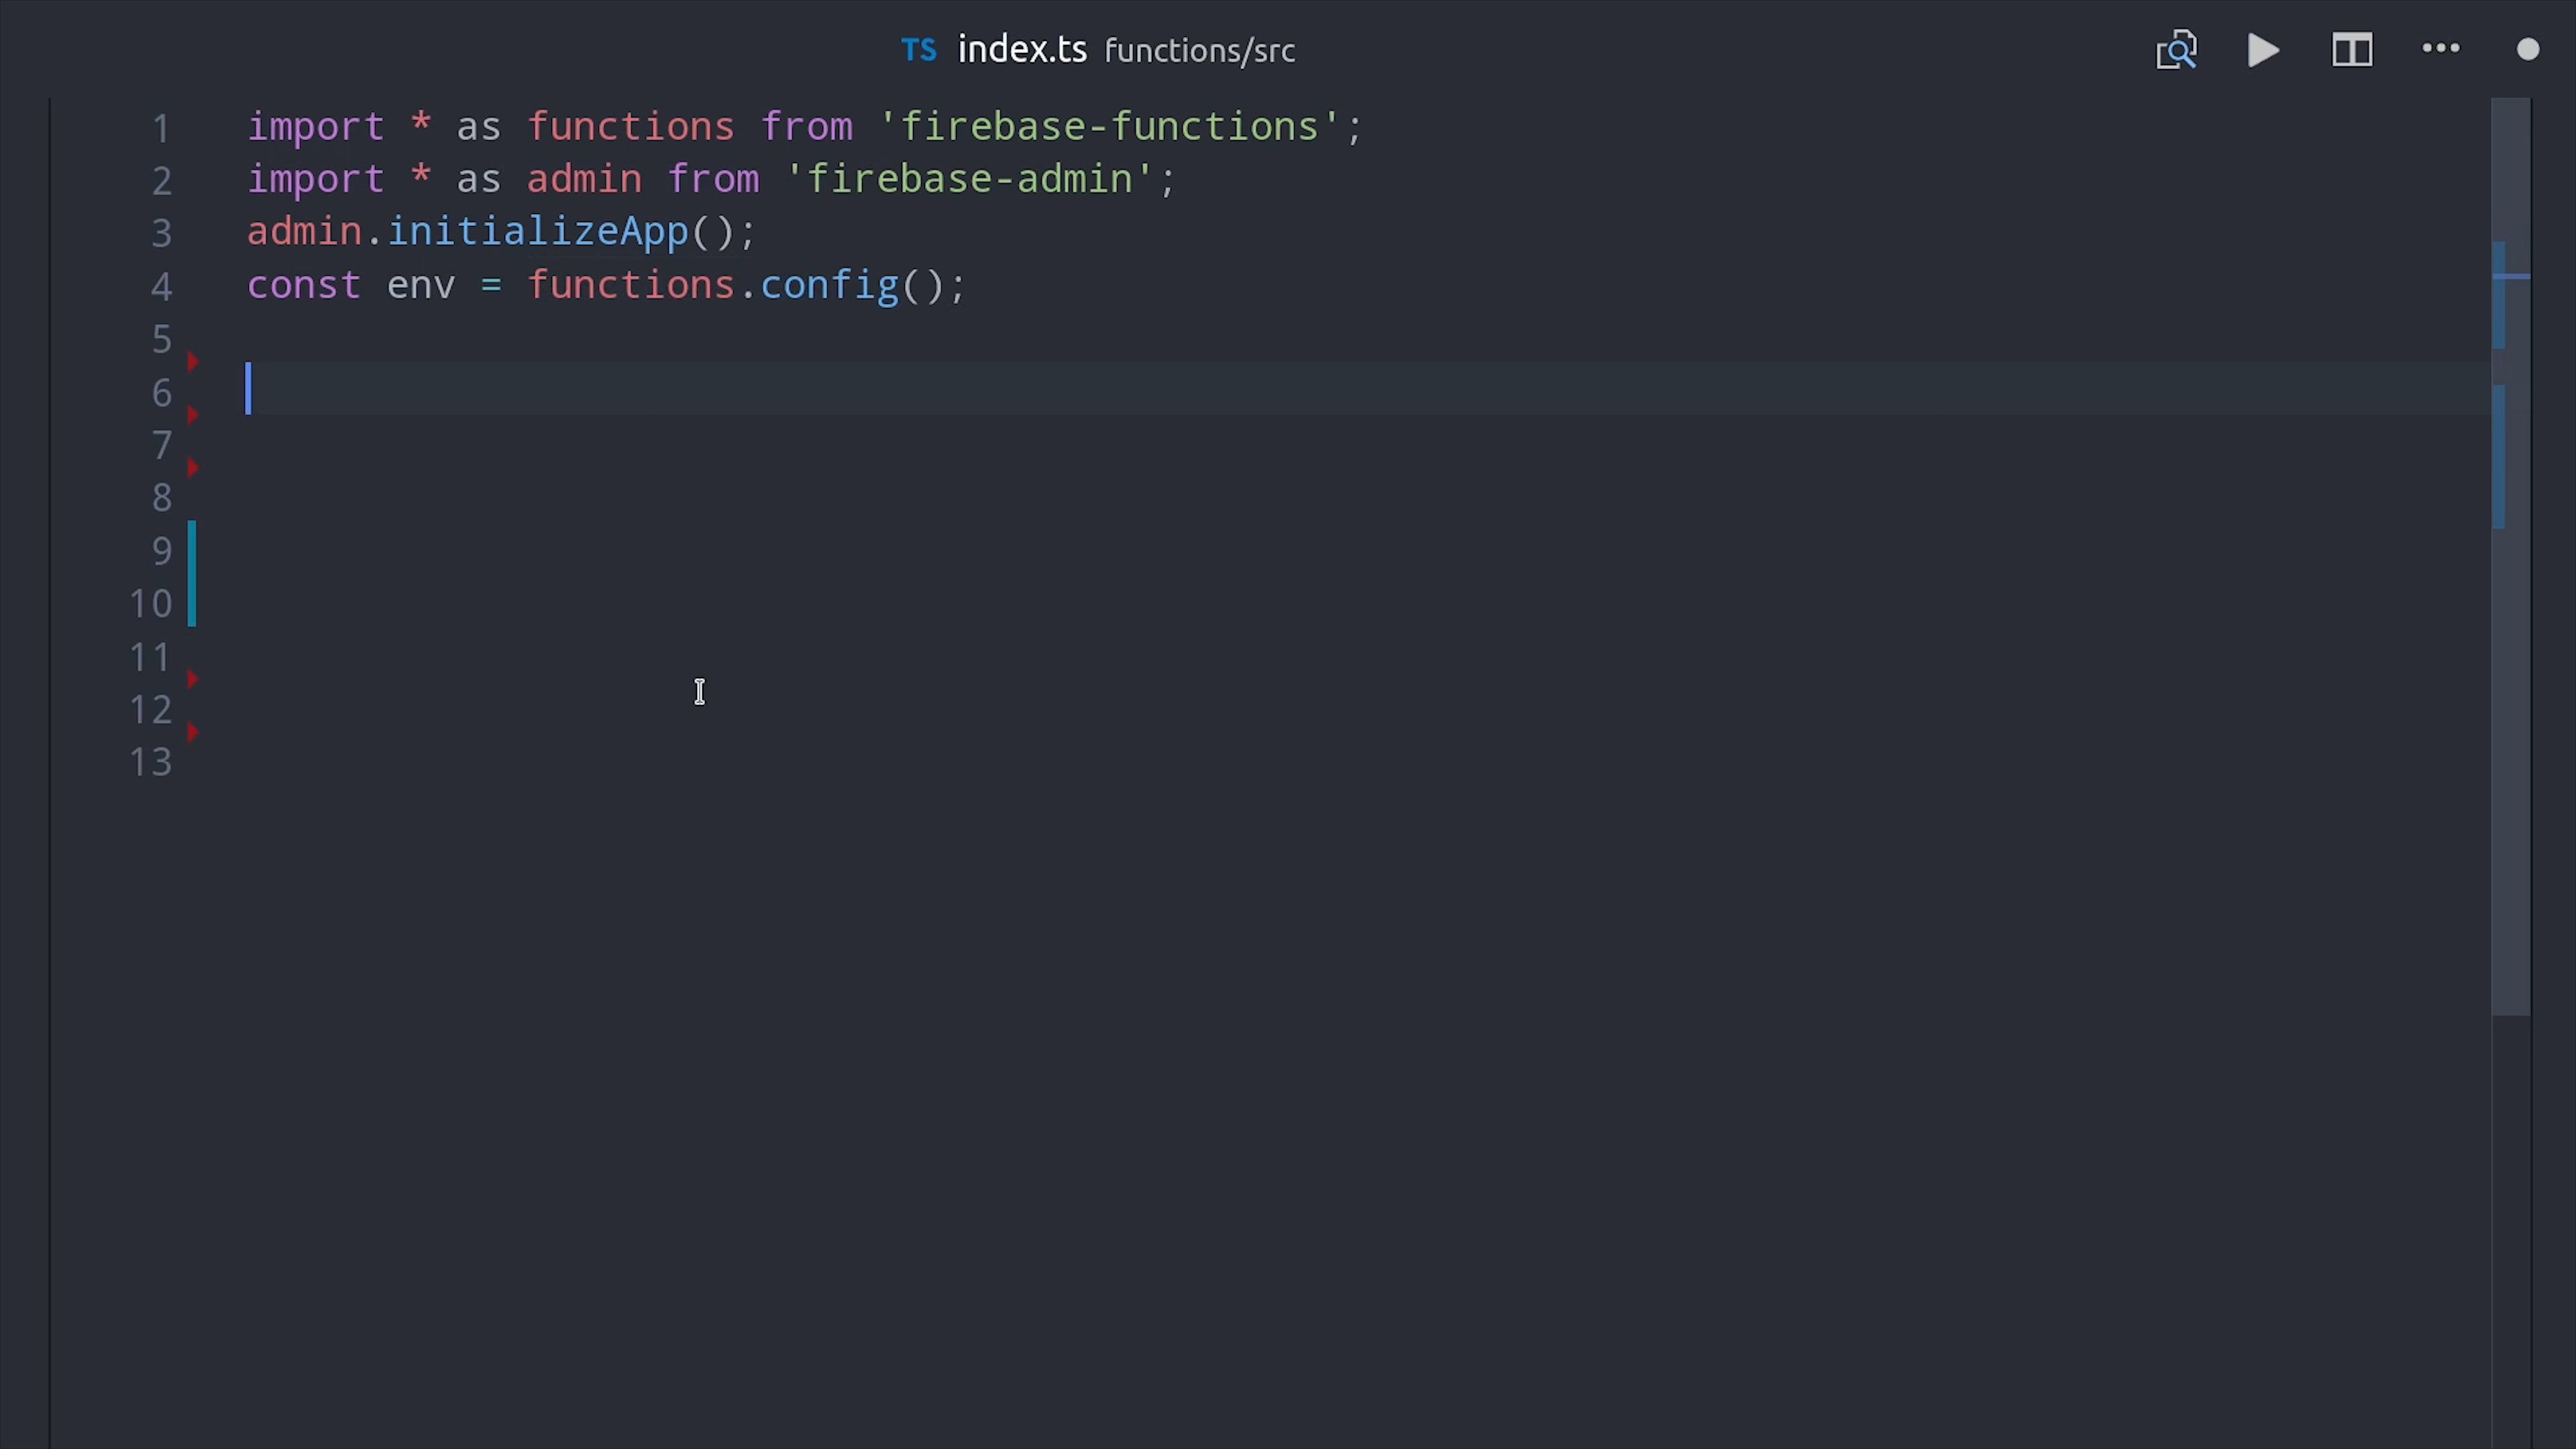 TS index.ts functions/src
1 import * as functions from 'firebase-functions';
2 import * as admin from 'firebase-admin';
3 admin.initializeApp();
4 const env = functions.config();
5
6
7
8
9
10
11
12
13